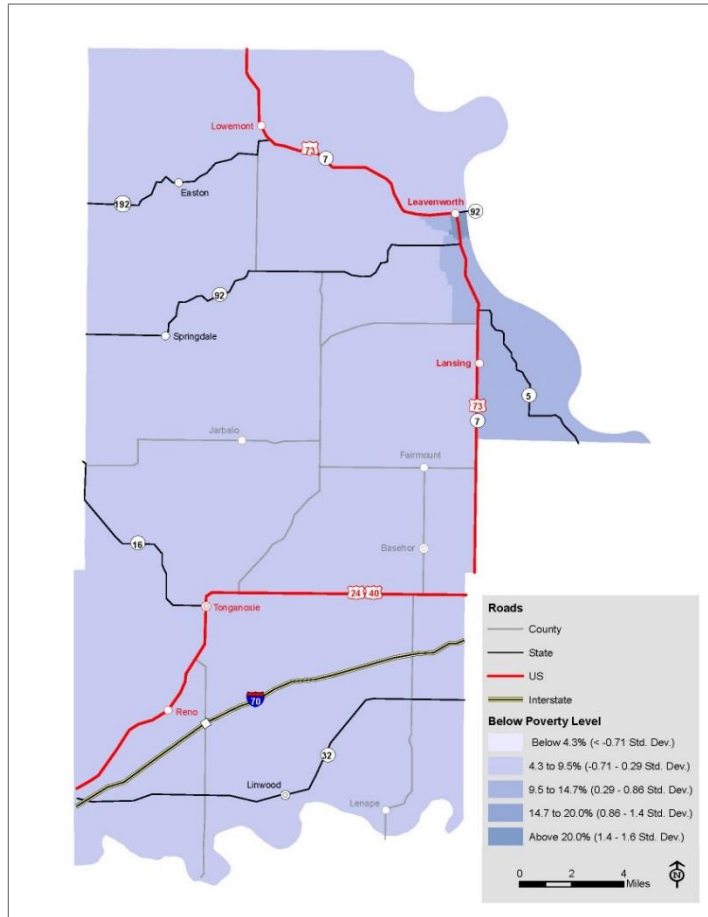 Lowemont
73
7
Easton
192
Leavenworth
92
92
Springdale
Lansing
73
5
7
Jarbalo
Fairmount
16
Basehor
24 40
Tonganoxie
70
Reno
32
Linwood
Lenape
Roads
County
State
US
Interstate
Below Poverty Level
Below 4.3% (< -0.71 Std. Dev.)
4.3 to 9.5% (-0.71 - 0.29 Std. Dev.)
9.5 to 14.7% (0.29 - 0.86 Std. Dev.)
14.7 to 20.0% (0.86 - 1.4 Std. Dev.)
Above 20.0% (1.4 - 1.6 Std. Dev.)
0 2 4
Miles
N